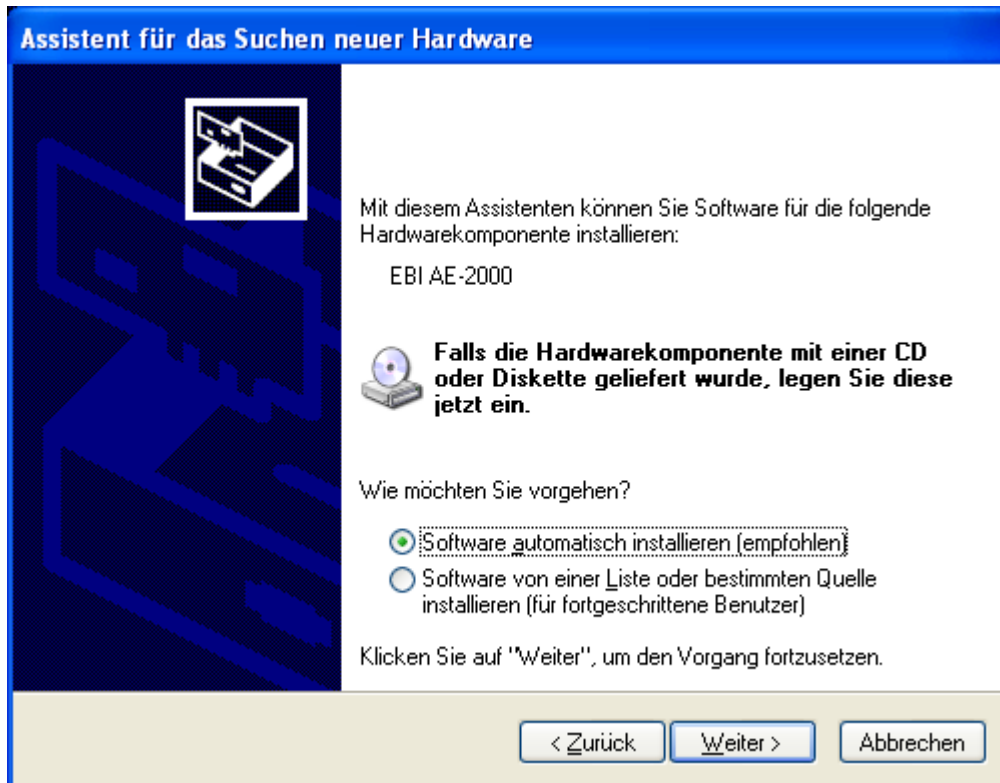 Assistent für das Suchen neuer Hardware
Mit diesem Assistenten können Sie Software für die folgende
Hardwarekomponente installieren:
EBI AE-2000
Falls die Hardwarekomponente mit einer CD
oder Diskette geliefert wurde, legen Sie diese
jetzt ein.
Wie möchten Sie vorgehen?
Software automatisch installieren (empfohlen)
Software von einer Liste oder bestimmten Quelle
installieren (für fortgeschrittene Benutzer)
Klicken Sie auf "Weiter", um den Vorgang fortzusetzen.
< Zurück Weiter > Abbrechen